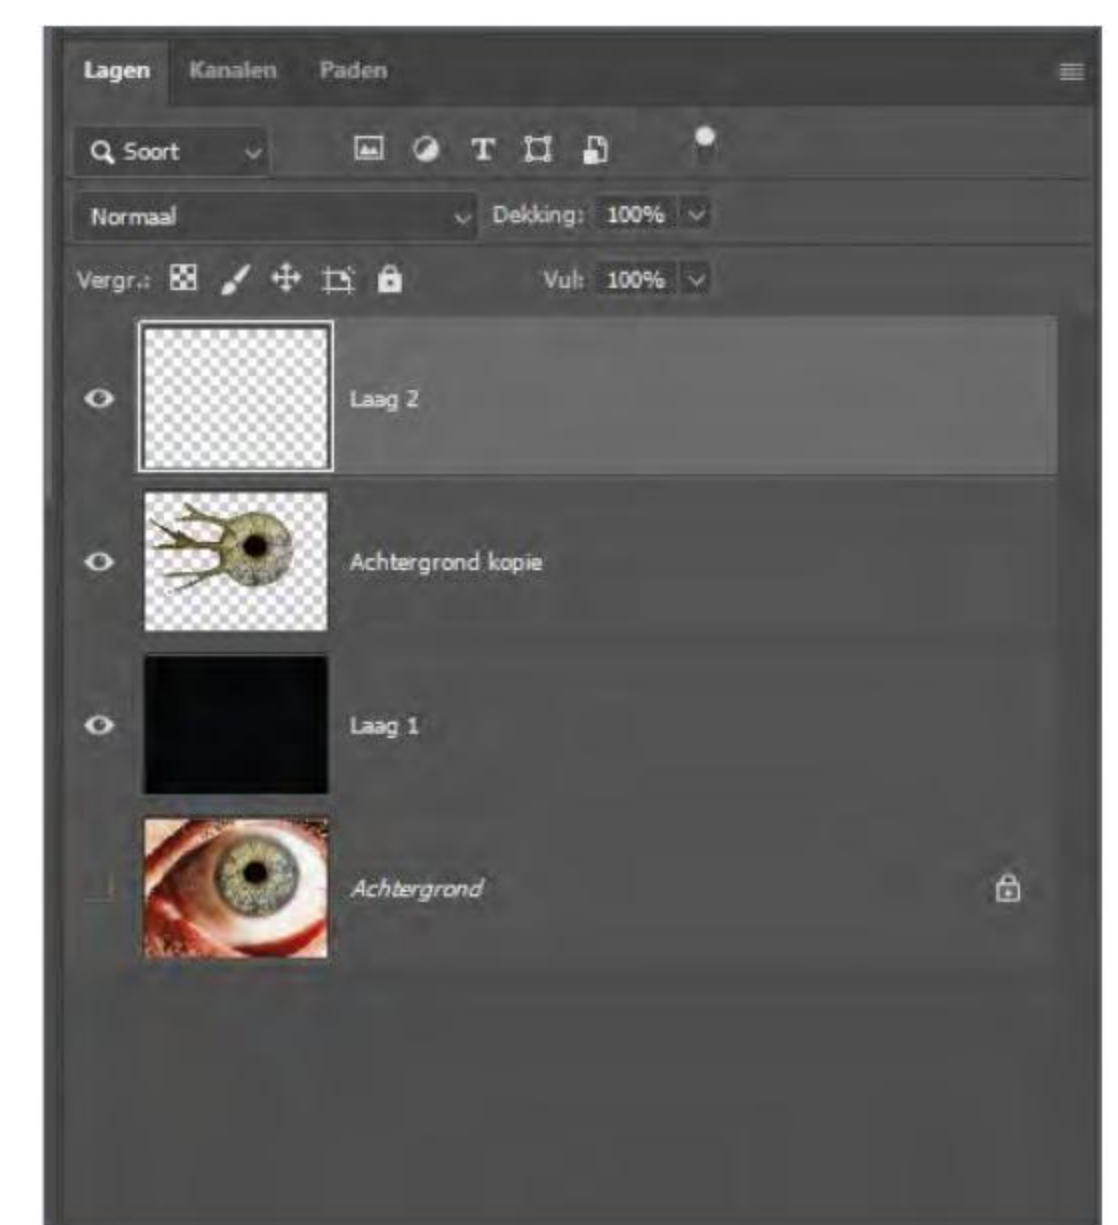 Lagen Kanalen Paden
Soort
Normaal Dekking: 100%
Vergr.: Vul: 100%
Laag 2
Achtergrond kopie
Laag 1
Achtergrond